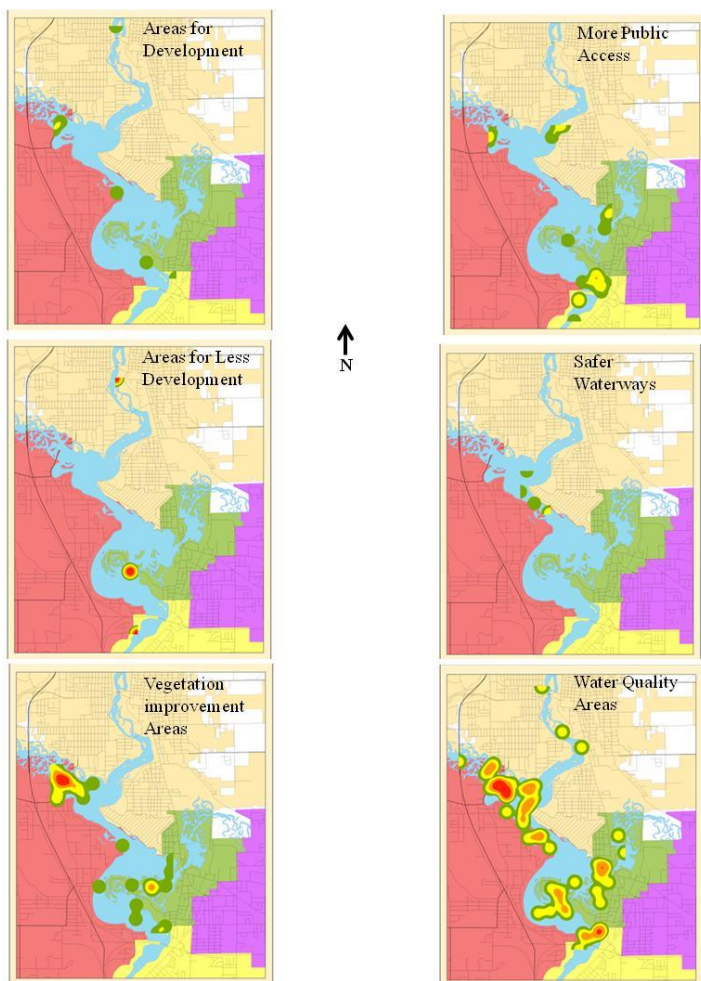 Areas for
Development
More Public
Access
N
Areas for Less
Development
Safer
Waterways
Vegetation
improvement
Areas
Water Quality
Areas